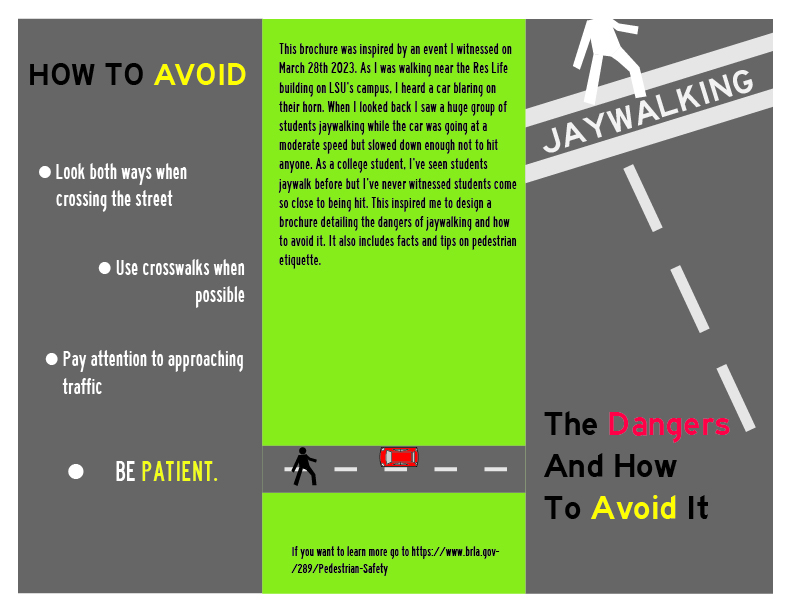 HOW TO AVOID
● Look both ways when
crossing the street
● Use crosswalks when
possible
● Pay attention to approaching
traffic
● BE PATIENT.
This brochure was inspired by an event I witnessed on
March 28th 2023. As I was walking near the Res Life
building on LSU's campus, I heard a car blaring on
their horn. When I looked back I saw a huge group of
students jaywalking while the car was going at a
moderate speed but slowed down enough not to hit
anyone. As a college student, I've seen students
jaywalk before but I've never witnessed students come
so close to being hit. This inspired me to design a
brochure detailing the dangers of jaywalking and how
to avoid it. It also includes facts and tips on pedestrian
etiquette.
If you want to learn more go to https://www.brla.gov-
/289/Pedestrian-Safety
JAYWALKING
The Dangers
And How
To Avoid It